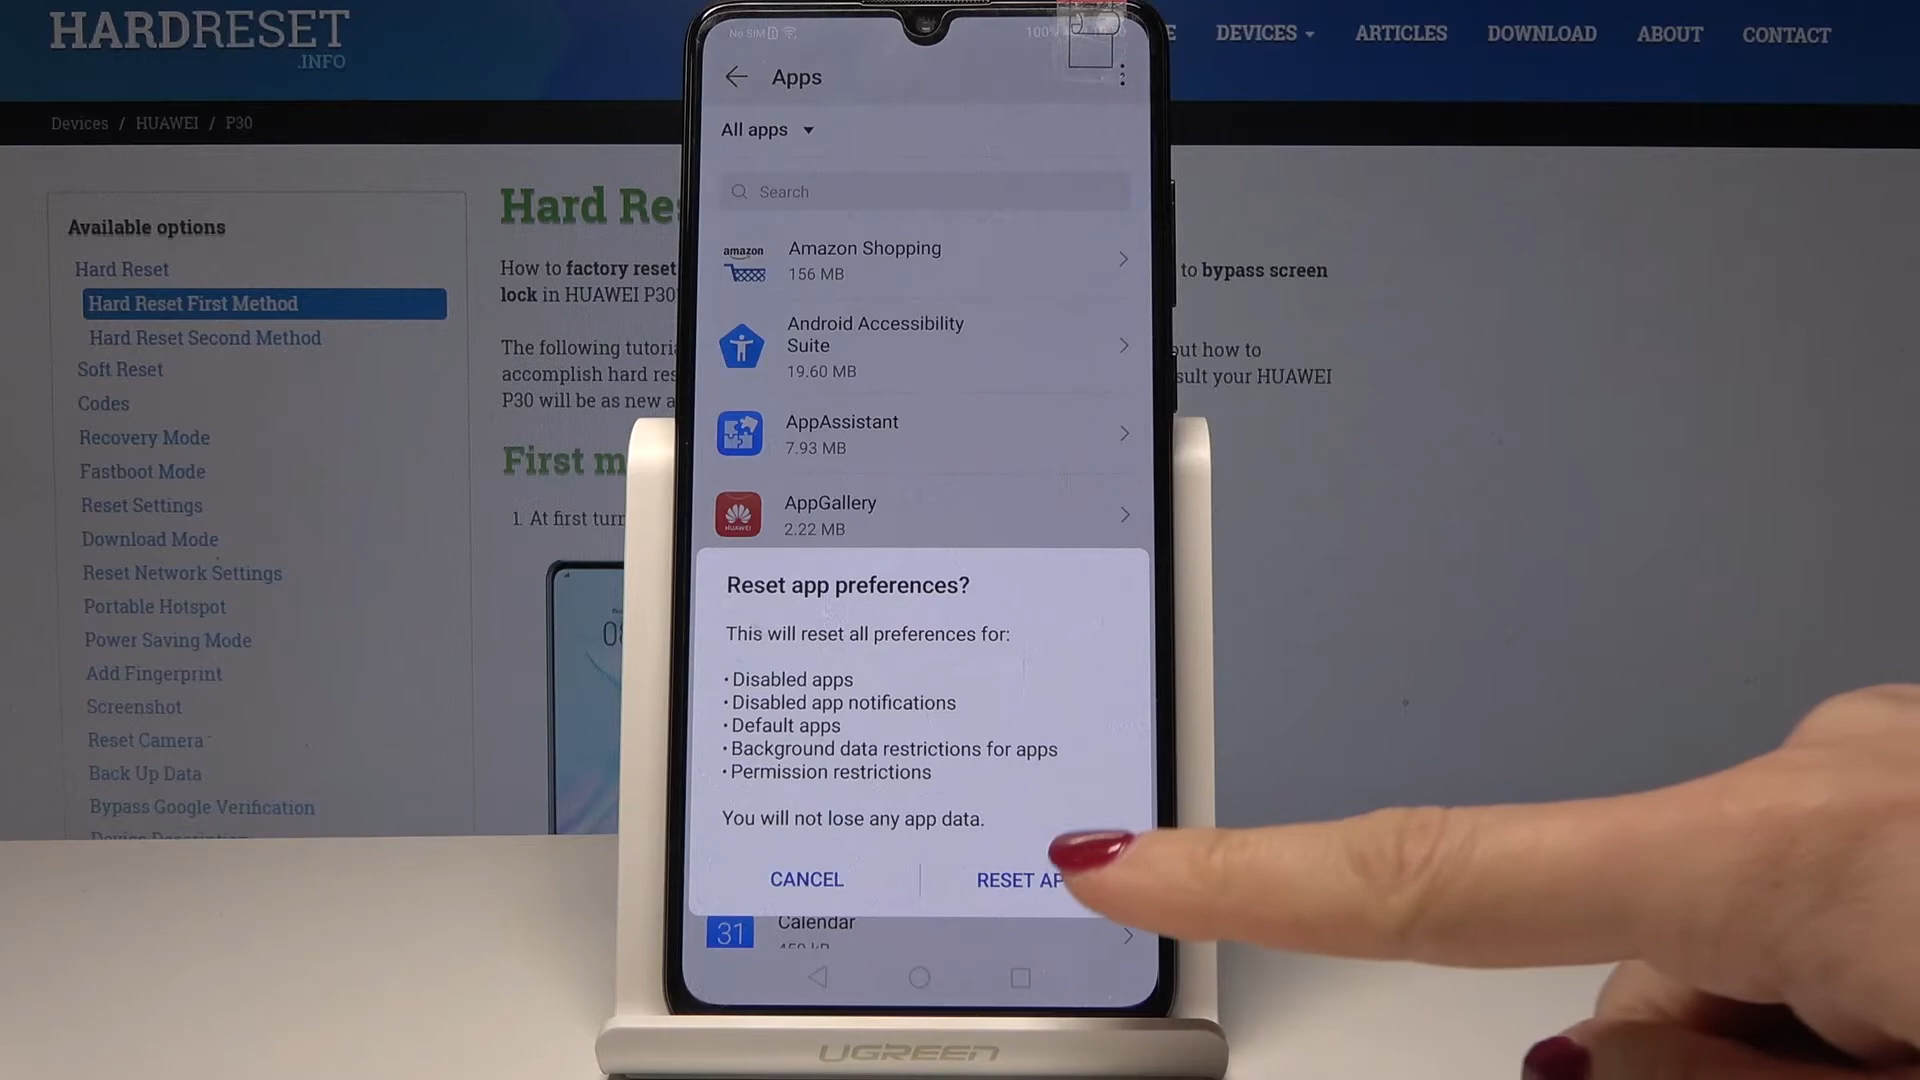 HARDRESET
.INFO
DEVICES
ARTICLES
DOWNLOAD
ABOUT
CONTACT
Devices / HUAWEI / P30
Available options
Hard Reset
Hard Reset First Method
Hard Reset Second Method
Soft Reset
Codes
Recovery Mode
Fastboot Mode
Reset Settings
Download Mode
Reset Network Settings
Portable Hotspot
Power Saving Mode
Add Fingerprint
Screenshot
Reset Camera
Back Up Data
Bypass Google Verification
Hard Res
How to factory reset
to bypass screen
lock in HUAWEI P30
The following tutoria
out how to
accomplish hard res
sult your HUAWEI
P30 will be as new a
First m
1. At first turn
No SIM
100%
Apps
All apps
Search
amazon
Amazon Shopping
156 MB
Android Accessibility
Suite
19.60 MB
AppAssistant
7.93 MB
HUAWEI
AppGallery
2.22 MB
Reset app preferences?
This will reset all preferences for:
· Disabled apps
· Disabled app notifications
· Default apps
· Background data restrictions for apps
· Permission restrictions
You will not lose any app data.
CANCEL
RESET AP
31
Calendar
UGREEN